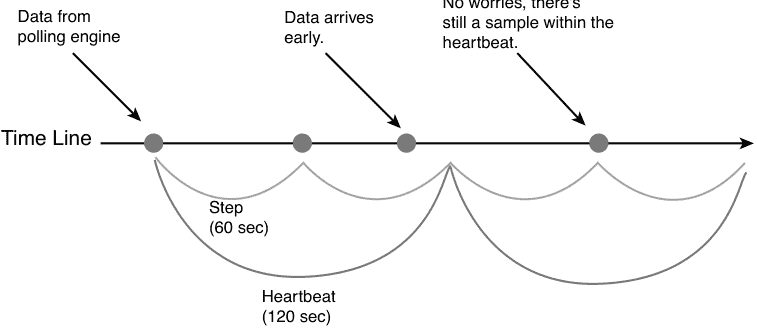 Data from
polling engine
Data arrives
early.
No worries, there's
still a sample within the
heartbeat.
Time Line
Step
(60 sec)
Heartbeat
(120 sec)